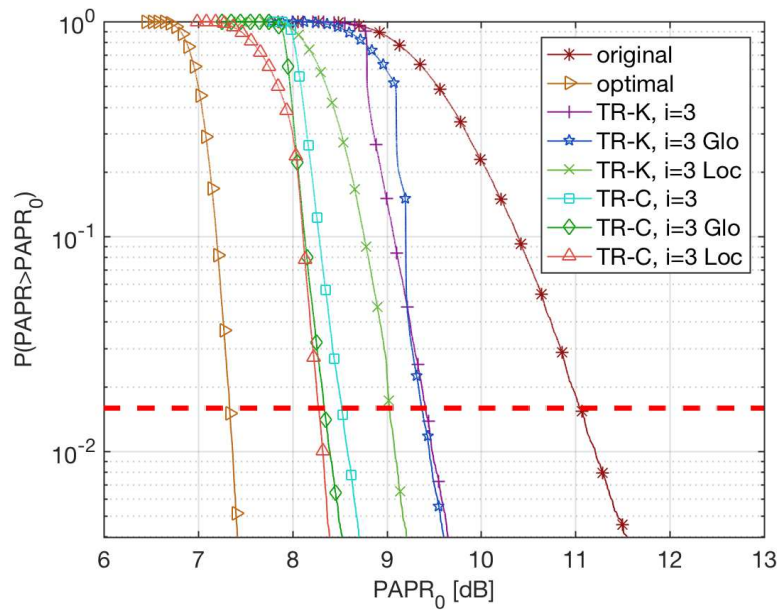 10^0
10^-1
10^-2
P(PAPR>PAPR_0)
original
optimal
TR-K, i=3
TR-K, i=3 Glo
TR-K, i=3 Loc
TR-C, i=3
TR-C, i=3 Glo
TR-C, i=3 Loc
6 7 8 9 10 11 12 13
PAPR_0 [dB]